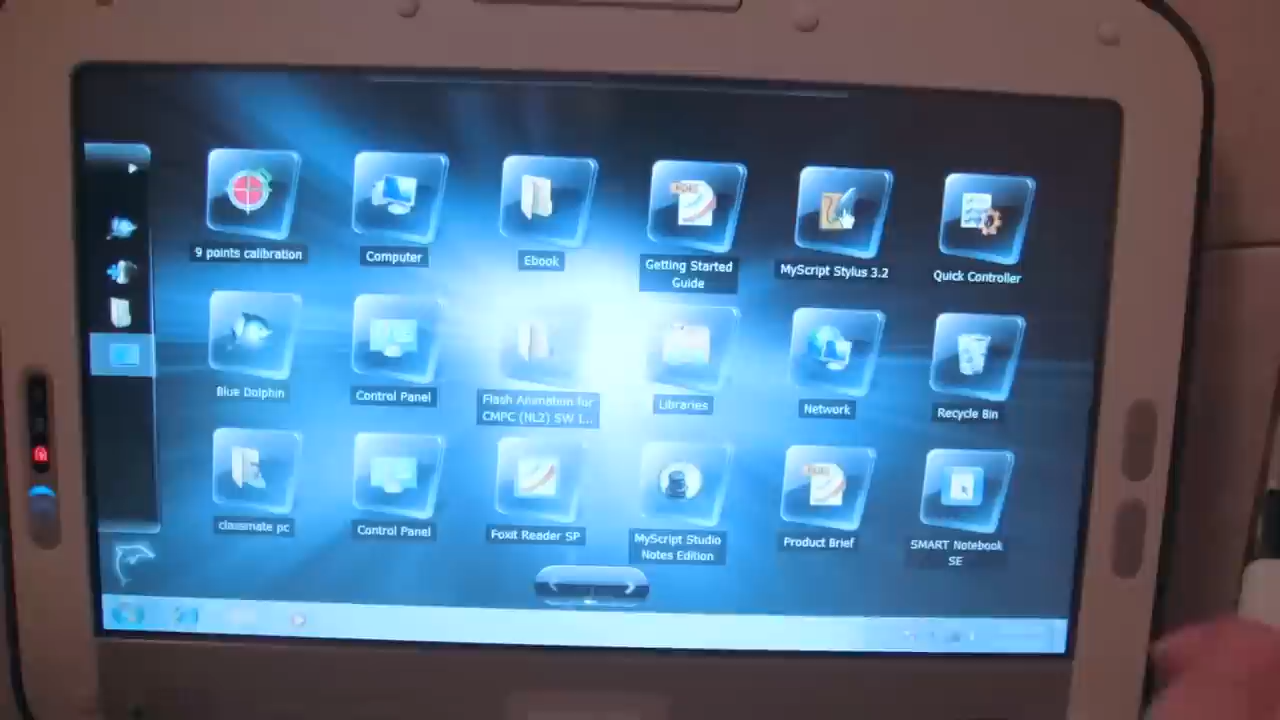 9 points calibration
Computer
Ebook
Getting Started
Guide
MyScript Stylus 3.2
Quick Controller
Blue Dolphin
Control Panel
Flash Animation for
CMPC (NL2) SW I...
Libraries
Network
Recycle Bin
classmate pc
Control Panel
Foxit Reader SP
MyScript Studio
Notes Edition
Product Brief
SMART Notebook
SE